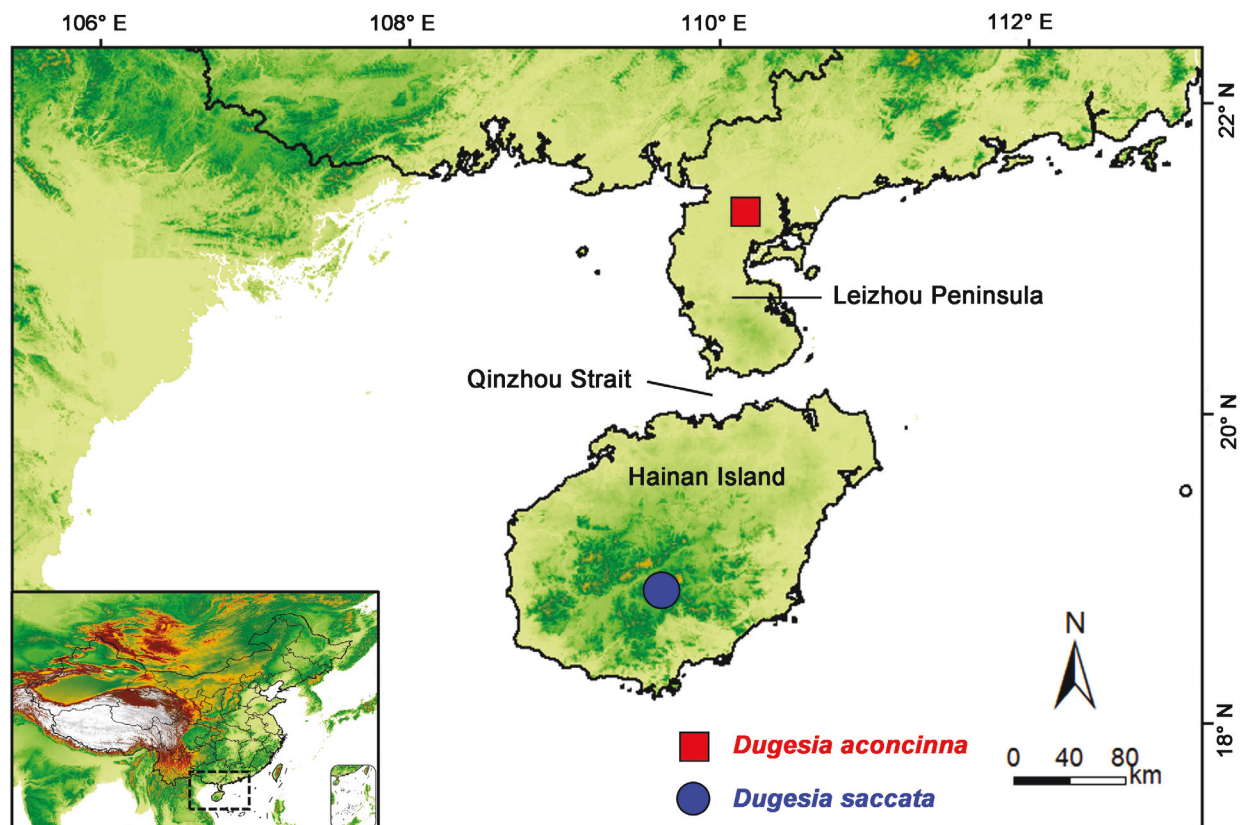 106° E
108° E
110° E
112° E
22° N
Leizhou Peninsula
Qinzhou Strait
20° N
Hainan Island
N
18° N
Dugesia aconcinna
0 40 80
km
Dugesia saccata